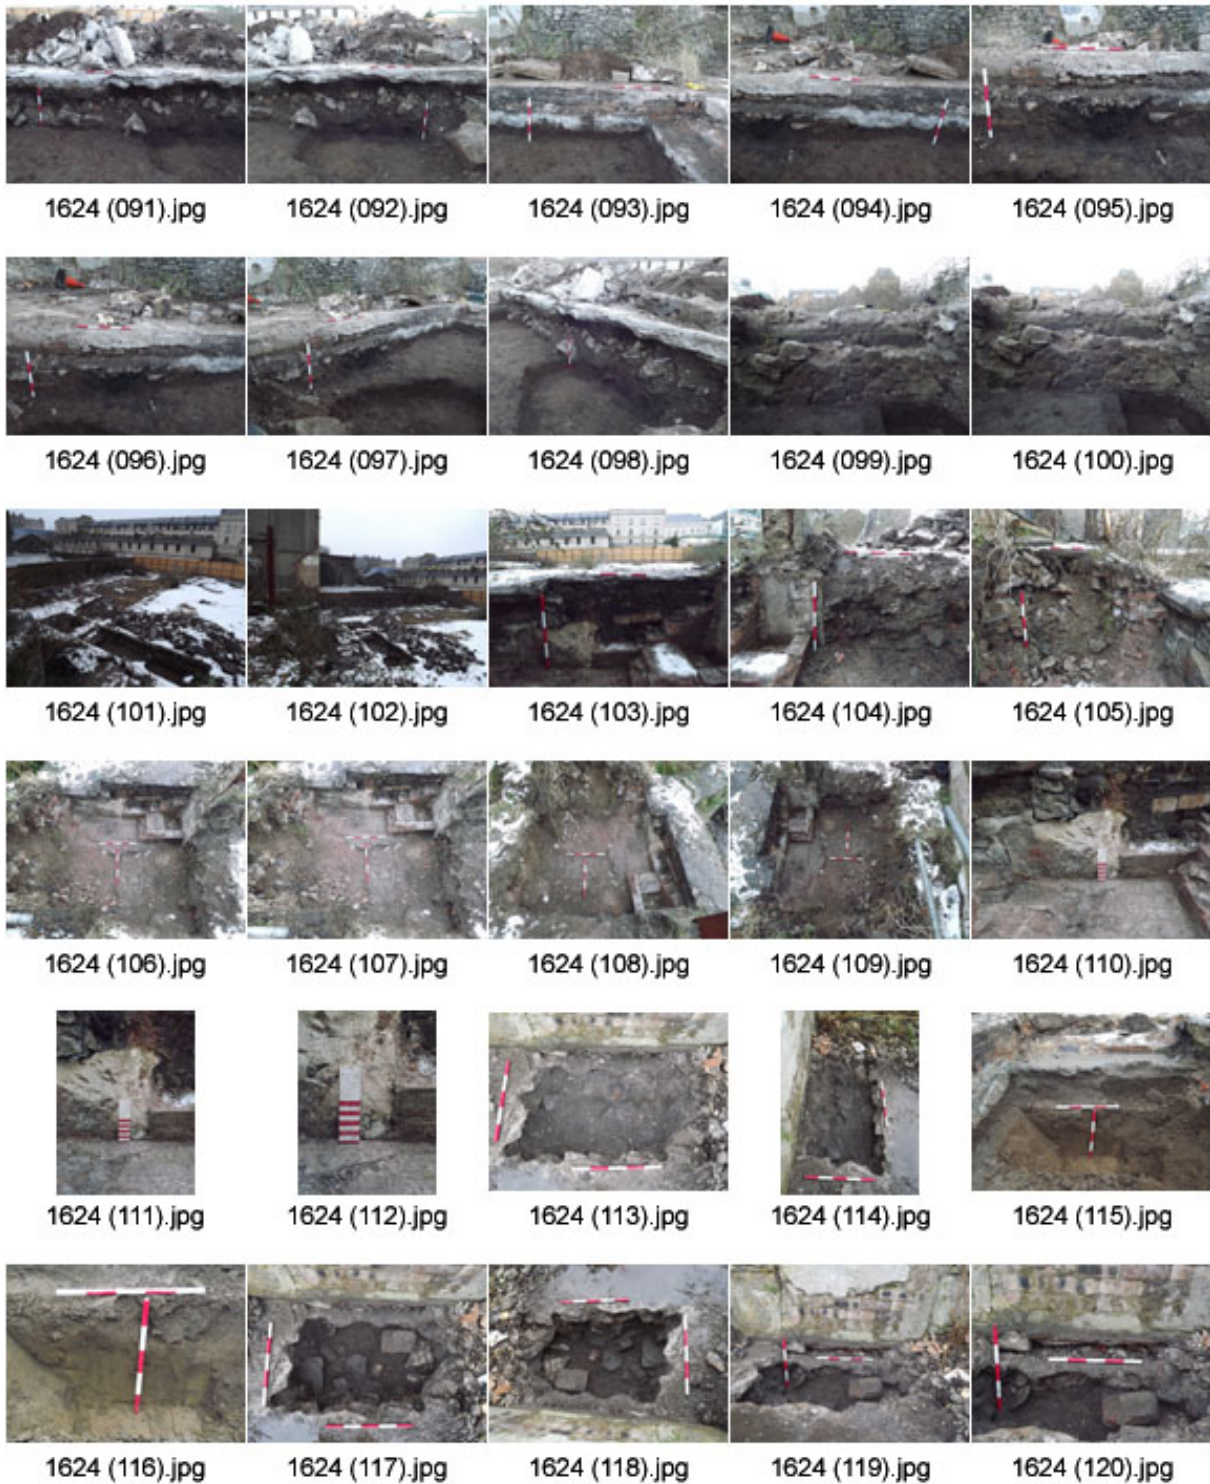 1624 (091).jpg 1624 (092).jpg 1624 (093).jpg 1624 (094).jpg 1624 (095).jpg
1624 (096).jpg 1624 (097).jpg 1624 (098).jpg 1624 (099).jpg 1624 (100).jpg
1624 (101).jpg 1624 (102).jpg 1624 (103).jpg 1624 (104).jpg 1624 (105).jpg
1624 (106).jpg 1624 (107).jpg 1624 (108).jpg 1624 (109).jpg 1624 (110).jpg
1624 (111).jpg 1624 (112).jpg 1624 (113).jpg 1624 (114).jpg 1624 (115).jpg
1624 (116).jpg 1624 (117).jpg 1624 (118).jpg 1624 (119).jpg 1624 (120).jpg